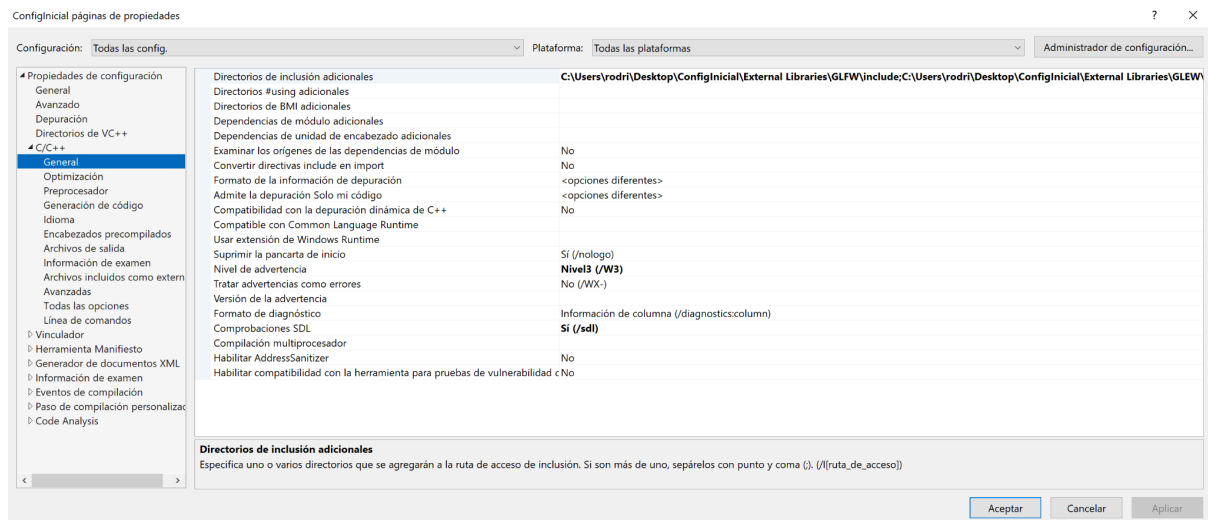 ConfigInicial páginas de propiedades ? ×
Configuración: Todas las config. Plataforma: Todas las plataformas Administrador de configuración...
Propiedades de configuración
General
Avanzado
Depuración
Directorios de VC++
C/C++
General
Optimización
Preprocesador
Generación de código
Idioma
Encabezados precompilados
Archivos de salida
Información de examen
Archivos incluidos como extern
Avanzadas
Todas las opciones
Línea de comandos
Vinculador
Herramienta Manifiesto
Generador de documentos XML
Información de examen
Eventos de compilación
Paso de compilación personalizac
Code Analysis
Directorios de inclusión adicionales C:\Users\rodri\Desktop\ConfigInicial\External Libraries\GLFW\include;C:\Users\rodri\Desktop\ConfigInicial\External Libraries\GLEW\
Directorios #using adicionales
Directorios de BMI adicionales
Dependencias de módulo adicionales
Dependencias de unidad de encabezado adicionales
Examinar los orígenes de las dependencias de módulo No
Convertir directivas include en import No
Formato de la información de depuración <opciones diferentes>
Admite la depuración Solo mi código <opciones diferentes>
Compatibilidad con la depuración dinámica de C++ No
Compatible con Common Language Runtime
Usar extensión de Windows Runtime
Suprimir la pancarta de inicio Sí (/nologo)
Nivel de advertencia Nivel3 (/W3)
Tratar advertencias como errores No (/WX-)
Versión de la advertencia
Formato de diagnóstico Información de columna (/diagnostics:column)
Comprobaciones SDL Sí (/sdl)
Compilación multiprocesador
Habilitar AddressSanitizer No
Habilitar compatibilidad con la herramienta para pruebas de vulnerabilidad c No
Directorios de inclusión adicionales
Especifica uno o varios directorios que se agregarán a la ruta de acceso de inclusión. Si son más de uno, sepárelos con punto y coma (;). (/I[ruta_de_acceso])
Aceptar Cancelar Aplicar